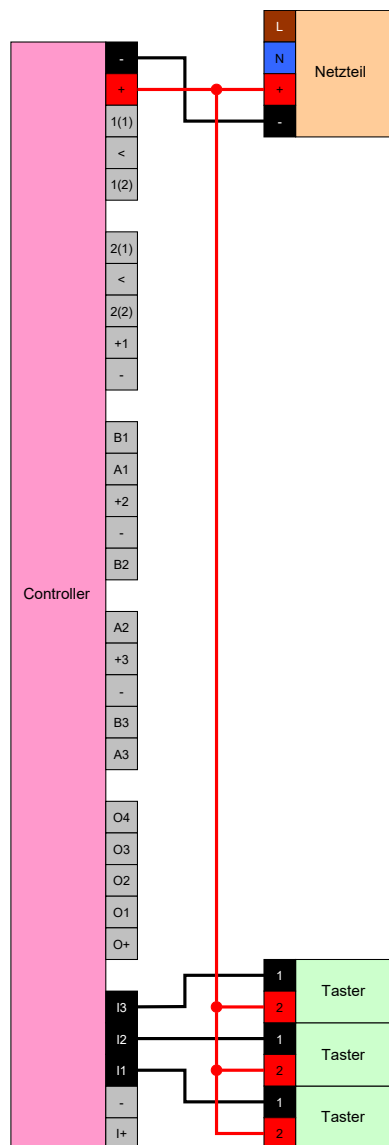 L
N
+
-
Netzteil
-
+
1(1)
<
1(2)
2(1)
<
2(2)
+1
-
B1
A1
+2
-
B2
Controller
A2
+3
-
B3
A3
O4
O3
O2
O1
O+
I3
I2
I1
-
I+
1
2
Taster
1
2
Taster
1
2
Taster